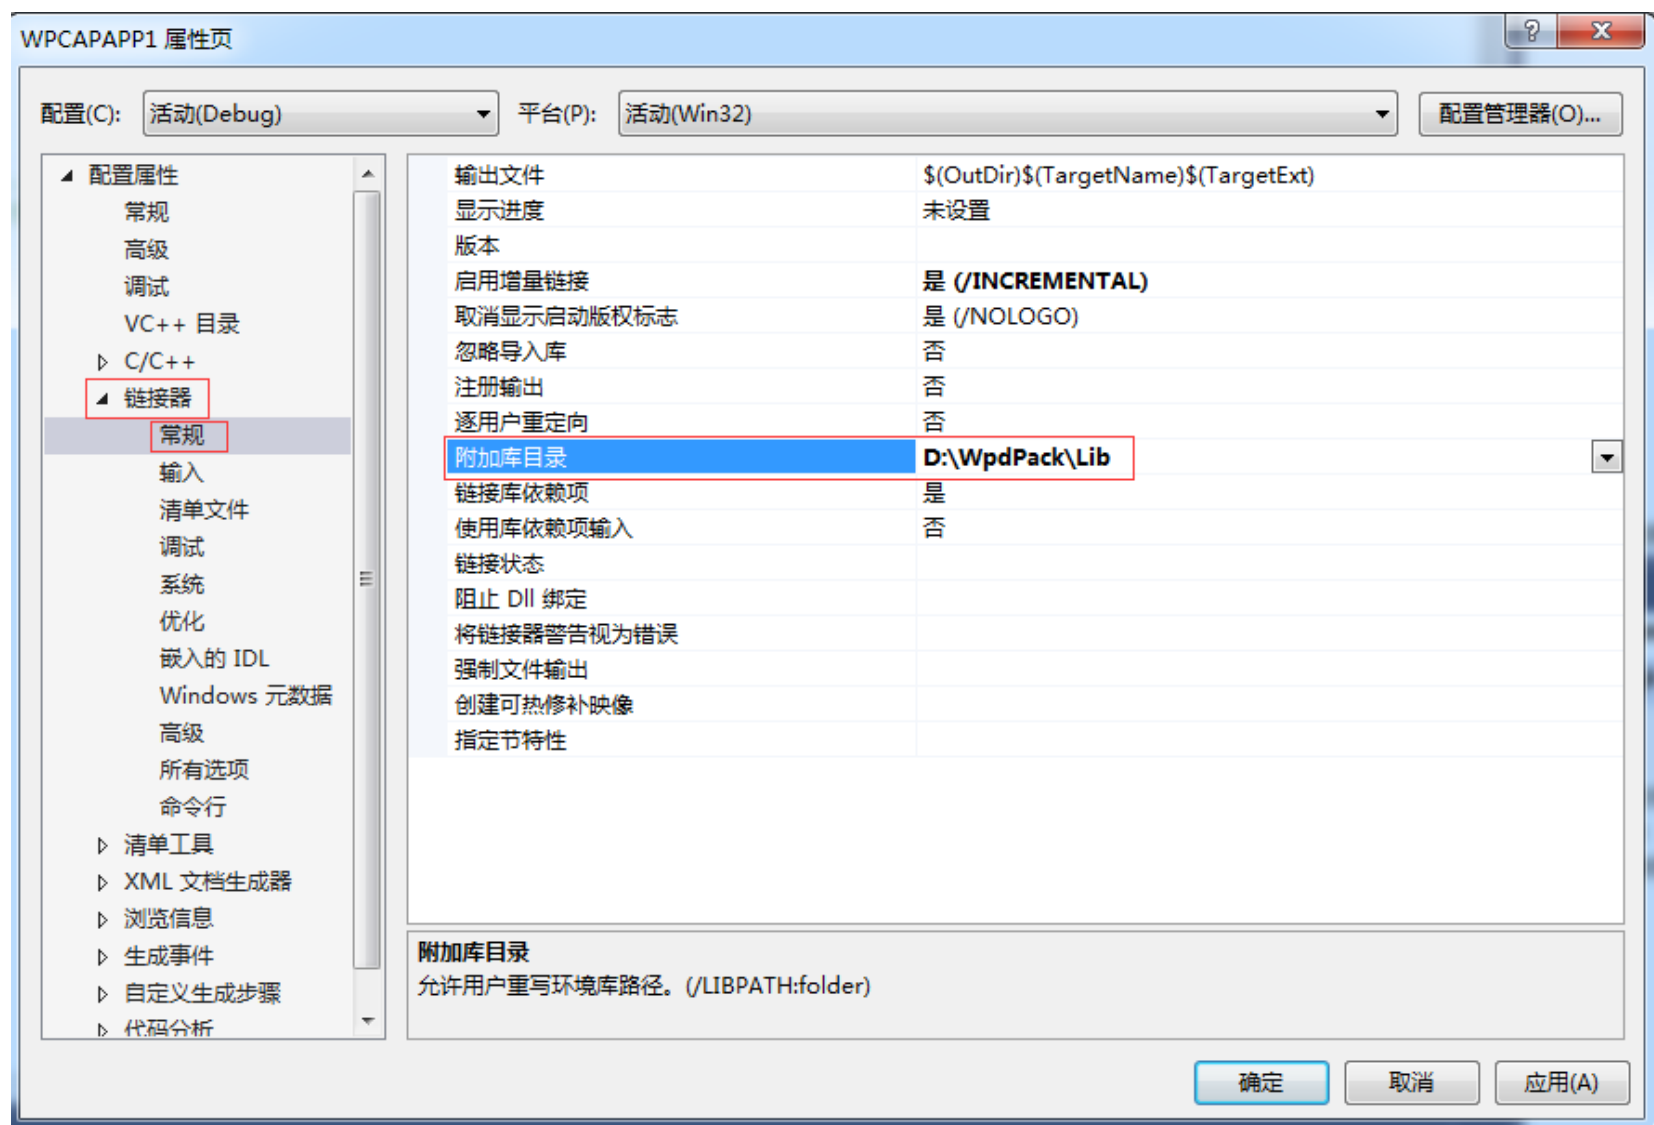 WPCAPAPP1 属性页
配置(C): 活动(Debug) 平台(P): 活动(Win32) 配置管理器(O)...
配置属性
常规
高级
调试
VC++ 目录
C/C++
链接器
常规
输入
清单文件
调试
系统
优化
嵌入的 IDL
Windows 元数据
高级
所有选项
命令行
清单工具
XML 文档生成器
浏览信息
生成事件
自定义生成步骤
代码分析
输出文件 $(OutDir)$(TargetName)$(TargetExt)
显示进度 未设置
版本
启用增量链接 是 (/INCREMENTAL)
取消显示启动版权标志 是 (/NOLOGO)
忽略导入库 否
注册输出 否
逐用户重定向 否
附加库目录 D:\WpdPack\Lib
链接库依赖项 是
使用库依赖项输入 否
链接状态
阻止 Dll 绑定
将链接器警告视为错误
强制文件输出
创建可热修补映像
指定节特性
附加库目录
允许用户重写环境库路径。(/LIBPATH:folder)
确定 取消 应用(A)